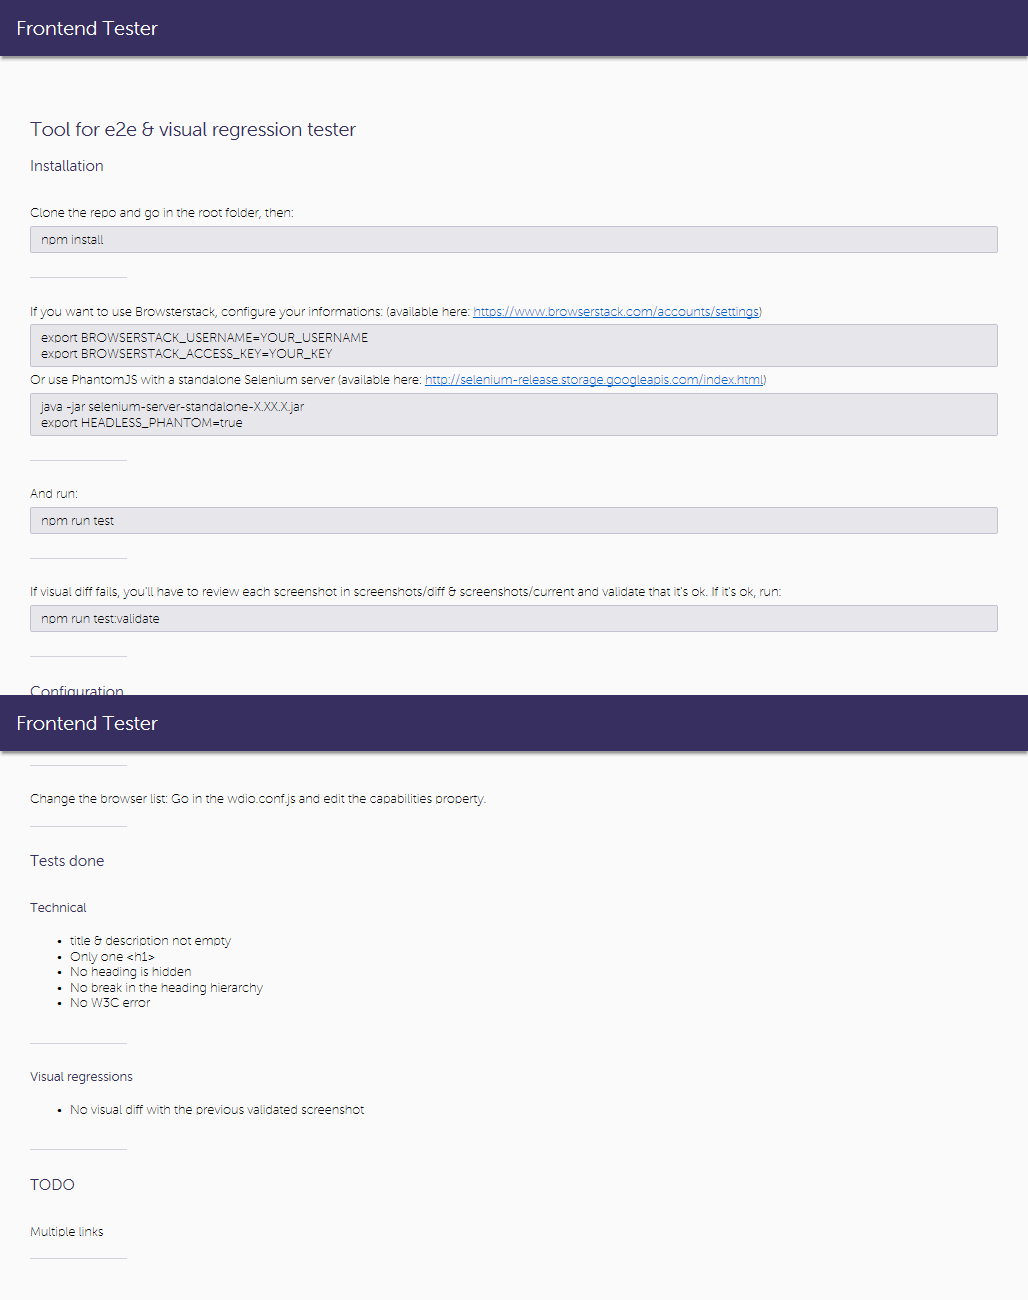 Frontend Tester
Tool for e2e & visual regression tester
Installation
Clone the repo and go in the root folder, then:
npm install
If you want to use Browsterstack, configure your informations: (available here: https://www.browserstack.com/accounts/settings)
export BROWSERSTACK_USERNAME=YOUR_USERNAME
export BROWSERSTACK_ACCESS_KEY=YOUR_KEY
Or use PhantomJS with a standalone Selenium server (available here: http://selenium-release.storage.googleapis.com/index.html)
java -jar selenium-server-standalone-X.XX.X.jar
export HEADLESS_PHANTOM=true
And run:
npm run test
If visual diff fails, you'll have to review each screenshot in screenshots/diff & screenshots/current and validate that it's ok. If it's ok, run:
npm run test:validate
Configuration
Frontend Tester
Change the browser list: Go in the wdio.conf.js and edit the capabilities property.
Tests done
Technical
• title & description not empty
• Only one <h1>
• No heading is hidden
• No break in the heading hierarchy
• No W3C error
Visual regressions
• No visual diff with the previous validated screenshot
TODO
Multiple links